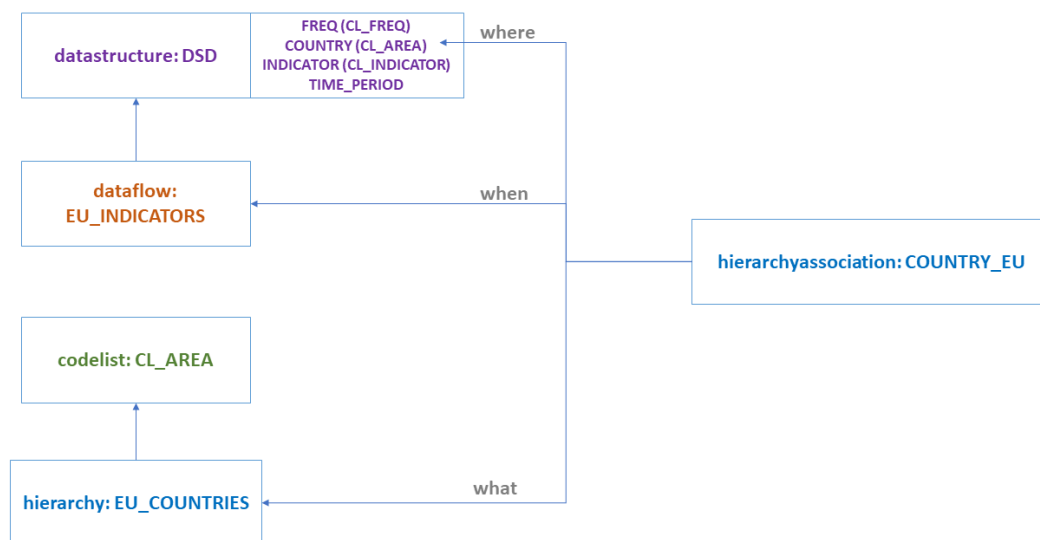 datastructure: DSD
FREQ (CL_FREQ)
COUNTRY (CL_AREA)
INDICATOR (CL_INDICATOR)
TIME_PERIOD
where
dataflow:
EU_INDICATORS
when
hierarchyassociation: COUNTRY_EU
codelist: CL_AREA
hierarchy: EU_COUNTRIES
what